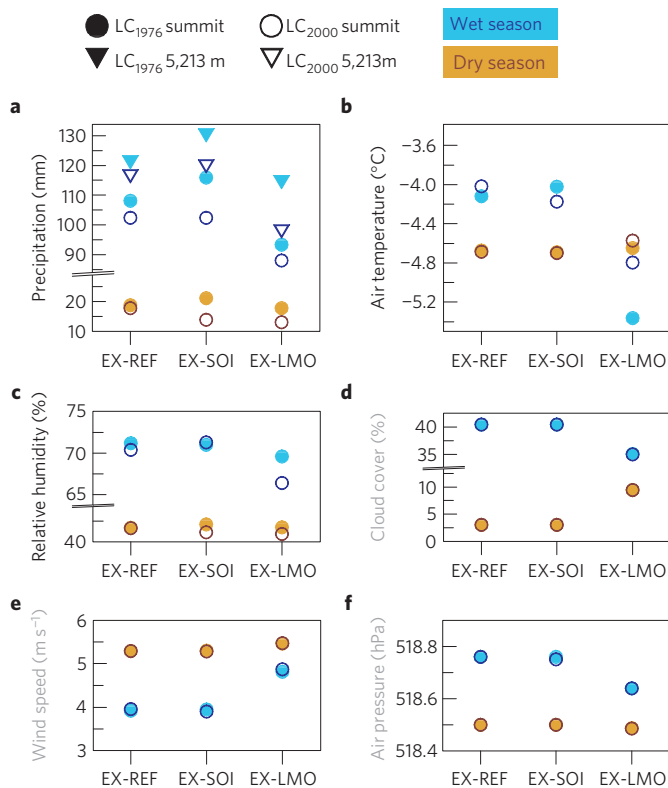 LC1976 summit
LC2000 summit
Wet season
LC1976 5,213 m
LC2000 5,213m
Dry season
a
Precipitation (mm)
130
120
110
100
90
20
10
EX-REF
EX-SOI
EX-LMO
b
Air temperature (°C)
−3.6
−4.0
−4.4
−4.8
−5.2
EX-REF
EX-SOI
EX-LMO
c
Relative humidity (%)
75
70
65
40
EX-REF
EX-SOI
EX-LMO
d
Cloud cover (%)
40
35
10
5
0
EX-REF
EX-SOI
EX-LMO
e
Wind speed (m s⁻¹)
6
5
4
3
EX-REF
EX-SOI
EX-LMO
f
Air pressure (hPa)
518.8
518.6
518.4
EX-REF
EX-SOI
EX-LMO